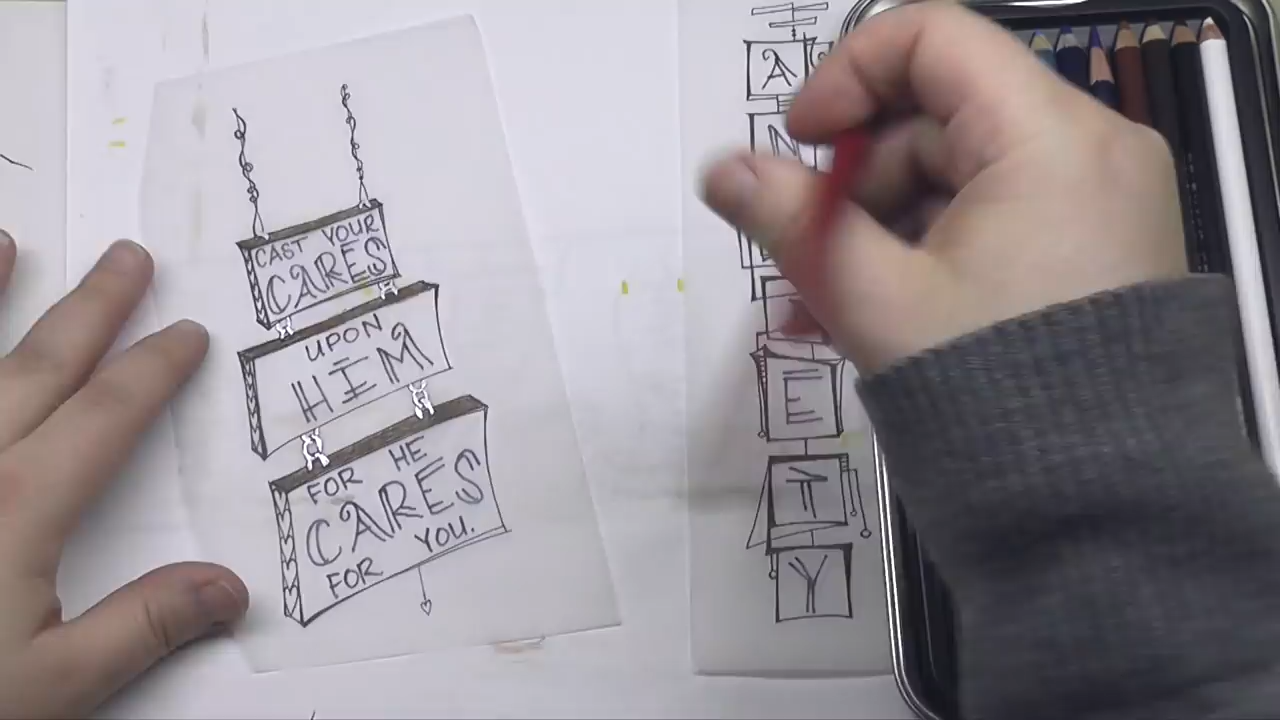 CAST YOUR
CARES
UPON
HIM
FOR HE
CARES
FOR YOU.
A
N
E
T
Y